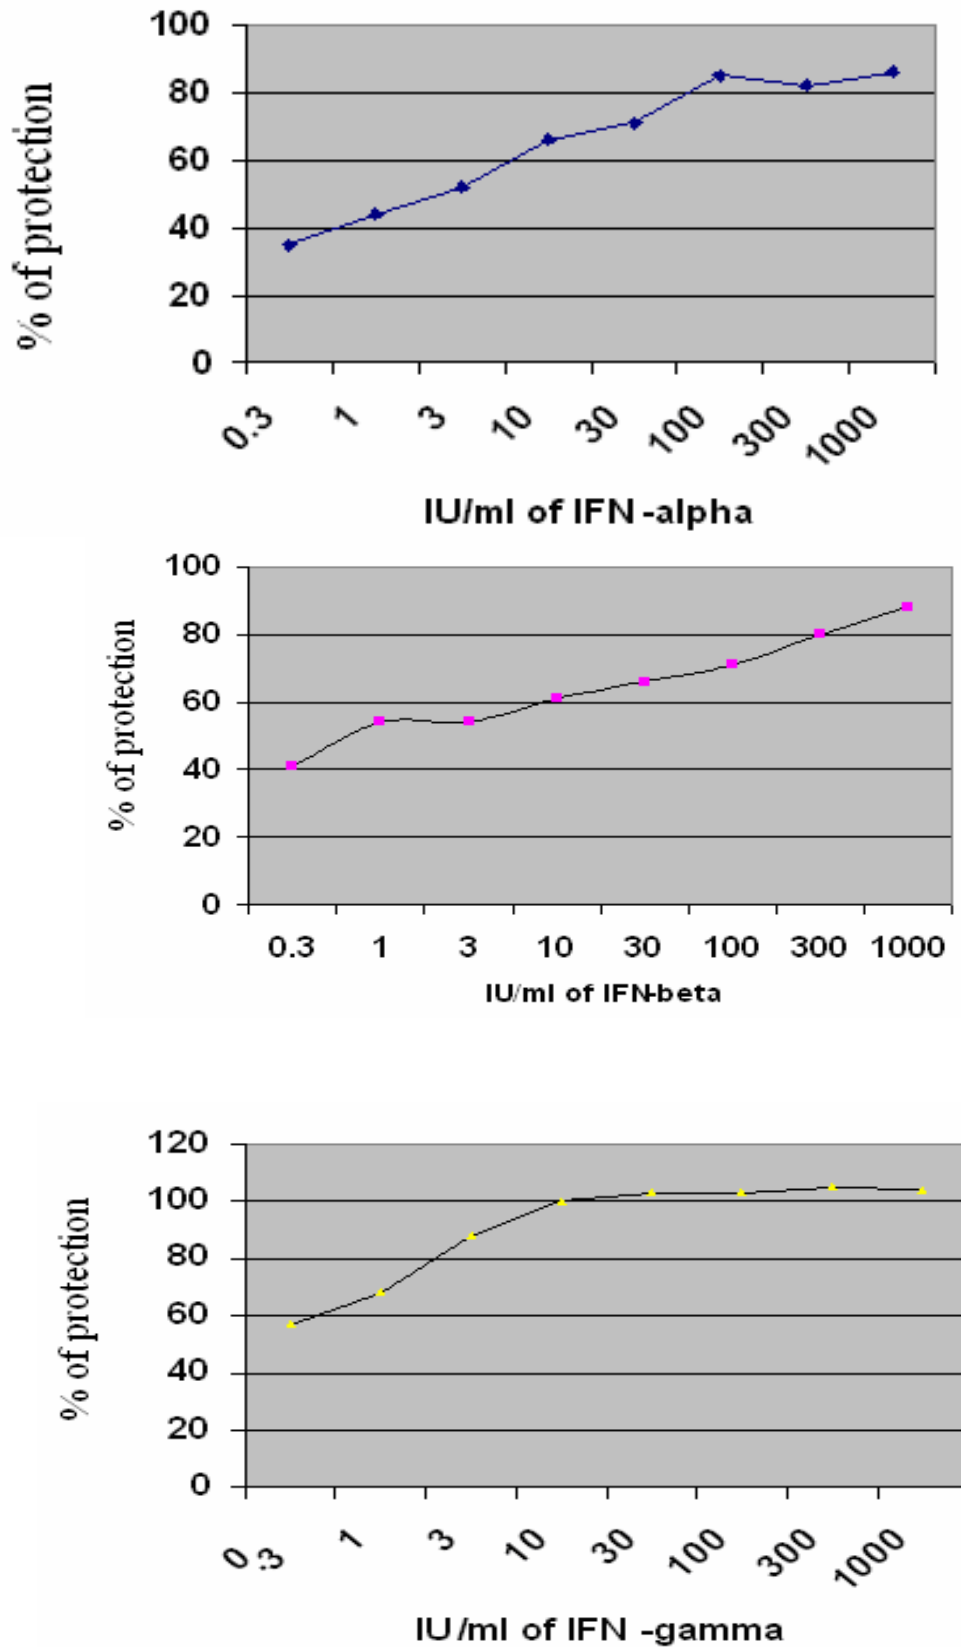 % of protection
100
80
60
40
20
0
0.3 1 3 10 30 100 300 1000
IU/ml of IFN -alpha
% of protection
100
80
60
40
20
0
0.3 1 3 10 30 100 300 1000
IU/ml of IFN-beta
% of protection
120
100
80
60
40
20
0
0.3 1 3 10 30 100 300 1000
IU/ml of IFN -gamma